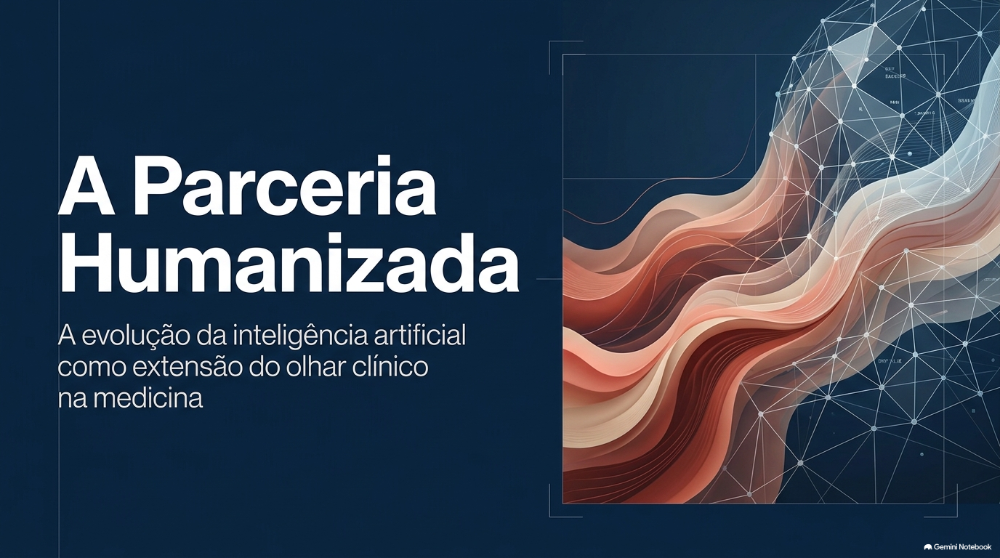 A Parceria
Humanizada
A evolução da inteligência artificial
como extensão do olhar clínico
na medicina
Gemini Notebook